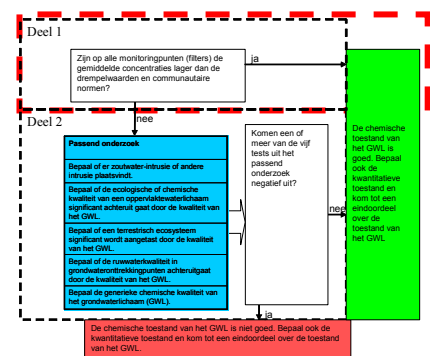 Deel 1
Zijn op alle monitoringpunten (filters) de
gemiddelde concentraties lager dan de
drempelwaarden en communautaire
normen?
ja
nee
Deel 2
Passend onderzoek
Bepaal of er zoutwater-intrusie of andere
intrusie plaatsvindt.
Bepaal of de ecologische of chemische
kwaliteit van een oppervlaktewaterlichaam
significant achteruit gaat door de kwaliteit van
het GWL.
Bepaal of een terrestrisch ecosysteem
significant wordt aangetast door de kwaliteit
van het GWL.
Bepaal of de ruwwaterkwaliteit in
grondwateronttrekkingpunten achteruitgaat
door de kwaliteit van het GWL.
Bepaal de generieke chemische kwaliteit van
het grondwaterlichaam (GWL).
Komen een of
meer van de vijf
tests uit het
passend
onderzoek
negatief uit?
nee
ja
De chemische
toestand van
het GWL is
goed. Bepaal
ook de
kwantitatieve
toestand en
kom tot een
eindoordeel
over de
toestand van
het GWL
De chemische toestand van het GWL is niet goed. Bepaal ook de
kwantitatieve toestand en kom tot een eindoordeel over de toestand
van het GWL.